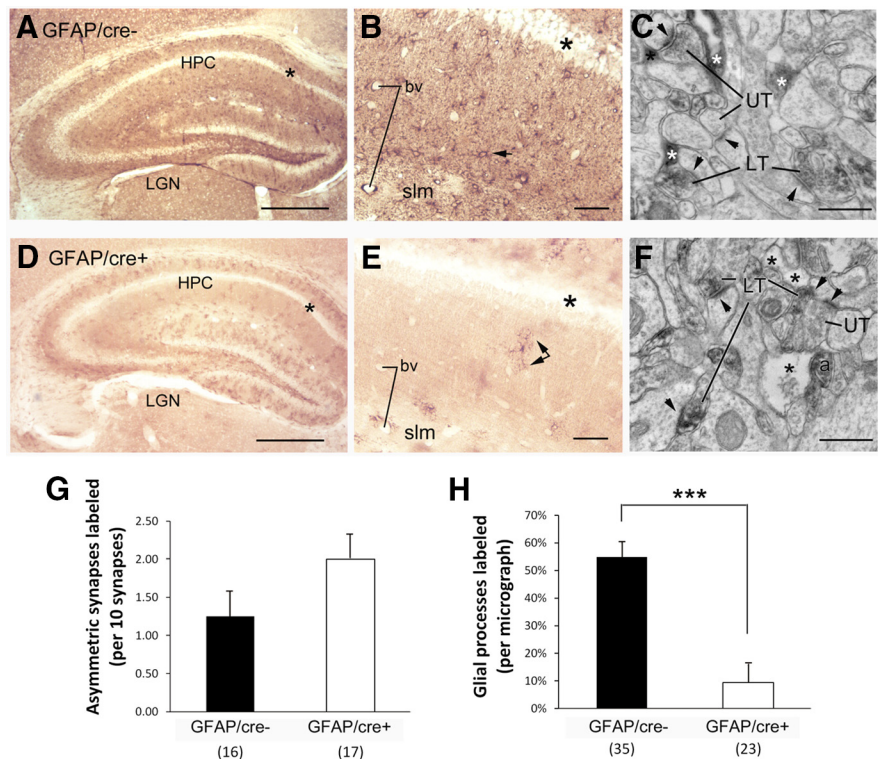 A GFAP/cre-
HPC
*
LGN
B
*
bv
slm
C
*
*
*
UT
*
LT
D GFAP/cre+
HPC
*
LGN
E
*
bv
slm
F
*
*
LT
UT
*
a
G
Asymmetric synapses labeled
(per 10 synapses)
2.50
2.00
1.50
1.00
0.50
0.00
GFAP/cre- GFAP/cre+
(16) (17)
H
***
Glial processes labeled
(per micrograph)
70%
60%
50%
40%
30%
20%
10%
0%
GFAP/cre- GFAP/cre+
(35) (23)